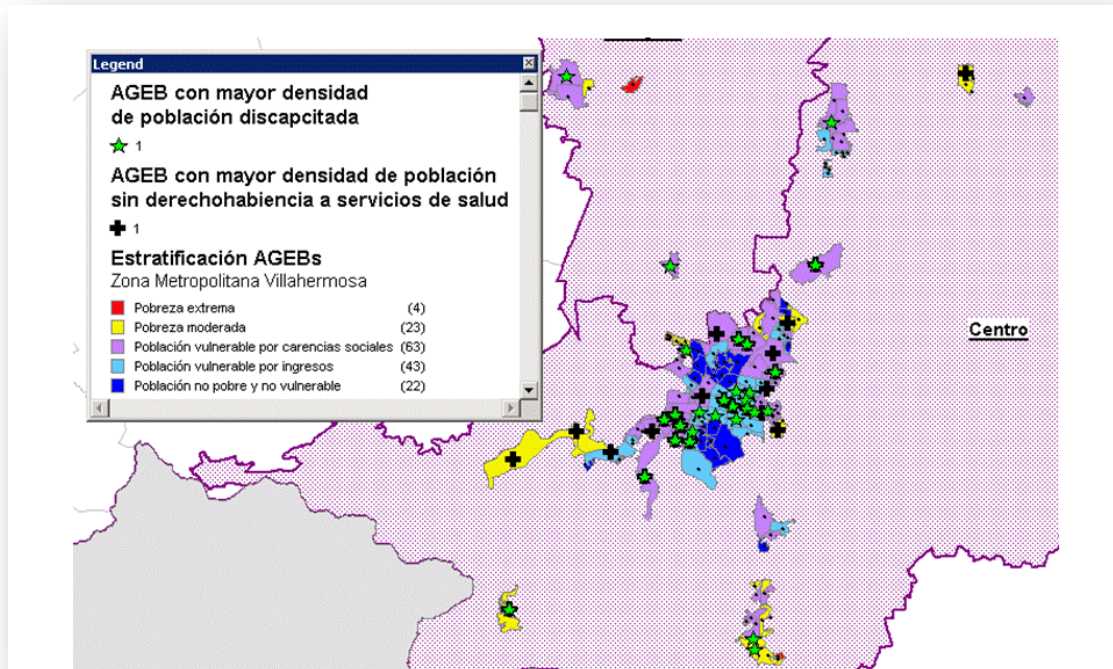 Legend
AGEB con mayor densidad
de población discapcitada
1
AGEB con mayor densidad de población
sin derechohabiencia a servicios de salud
1
Estratificación AGEBs
Zona Metropolitana Villahermosa
Pobreza extrema (4)
Pobreza moderada (23)
Población vulnerable por carencias sociales (63)
Población vulnerable por ingresos (43)
Población no pobre y no vulnerable (22)
Centro